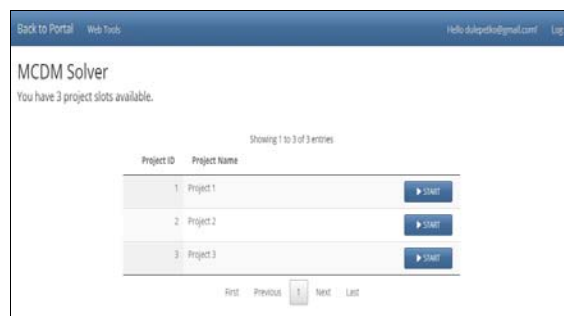 Back to Portal Web Tools Hello dulepetko@gmail.com! Log
MCDM Solver
You have 3 project slots available.
Showing 1 to 3 of 3 entries
Project ID Project Name
1 Project 1 START
2 Project 2 START
3 Project 3 START
First Previous 1 Next Last